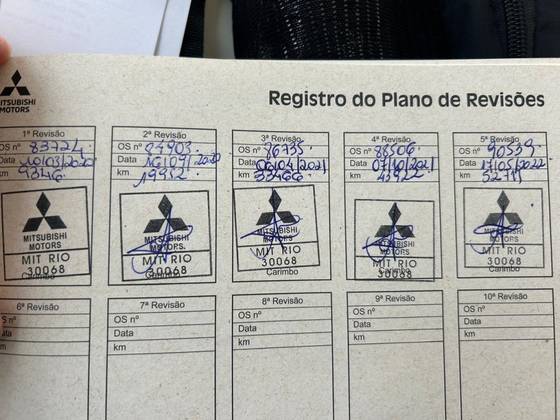 MITSUBISHI
MOTORS
Registro do Plano de Revisões
1ª Revisão
OS nº 83724
Data 10/03/2020
km 9346
MITSUBISHI
MOTORS
MIT RIO
30068
Carimbo
2ª Revisão
OS nº 84903
Data 16/09/2020
km 19952
MITSUBISHI
MOTORS
MIT RIO
30068
Carimbo
3ª Revisão
OS nº 86735
Data 06/04/2021
km 33466
MITSUBISHI
MOTORS
MIT RIO
30068
Carimbo
4ª Revisão
OS nº 88506
Data 07/10/2021
km 43922
MITSUBISHI
MOTORS
MIT RIO
30068
Carimbo
5ª Revisão
OS nº 90539
Data 17/05/2022
km
MITSUBISHI
MOTORS
MIT RIO
30068
Carimbo
6ª Revisão
OS nº
Data
km
7ª Revisão
OS nº
Data
km
8ª Revisão
OS nº
Data
km
9ª Revisão
OS nº
Data
km
10ª Revisão
OS nº
Data
km